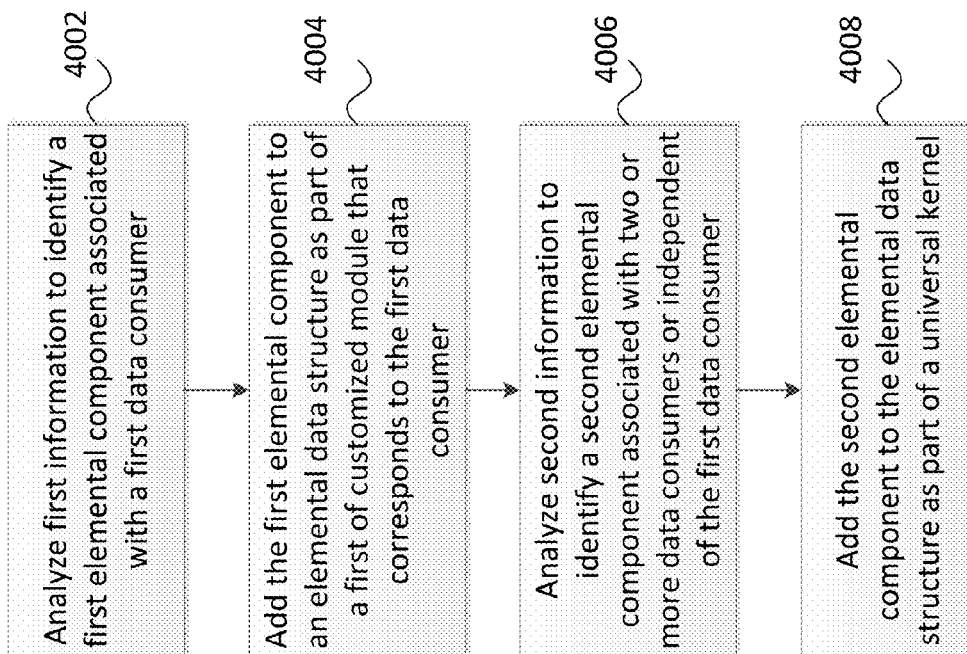 4002
Analyze first information to identify a
first elemental component associated
with a first data consumer
4004
Add the first elemental component to
an elemental data structure as part of
a first of customized module that
corresponds to the first data
consumer
4006
Analyze second information to
identify a second elemental
component associated with two or
more data consumers or independent
of the first data consumer
4008
Add the second elemental
component to the elemental data
structure as part of a universal kernel